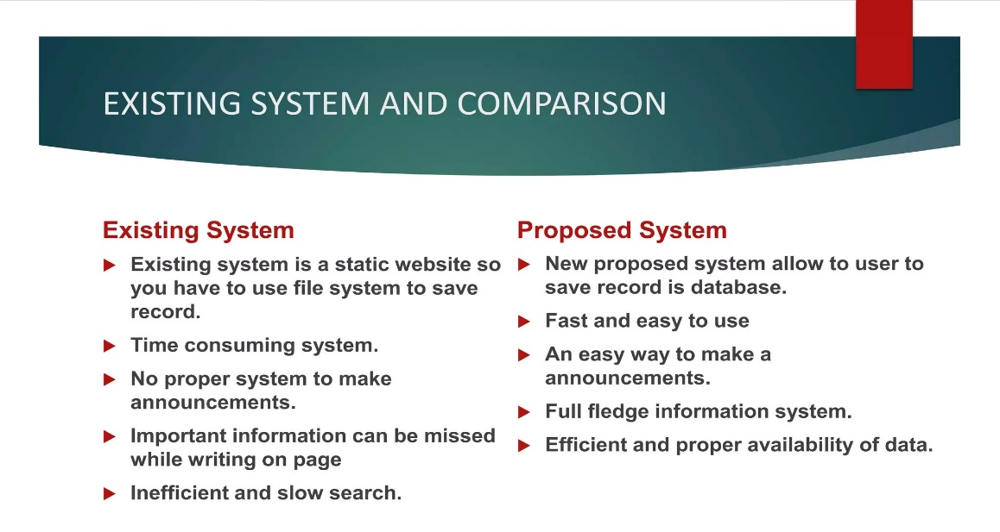 EXISTING SYSTEM AND COMPARISON
Existing System
Existing system is a static website so
you have to use file system to save
record.
Time consuming system.
No proper system to make
announcements.
Important information can be missed
while writing on page
Inefficient and slow search.
Proposed System
New proposed system allow to user to
save record is database.
Fast and easy to use
An easy way to make a
announcements.
Full fledge information system.
Efficient and proper availability of data.